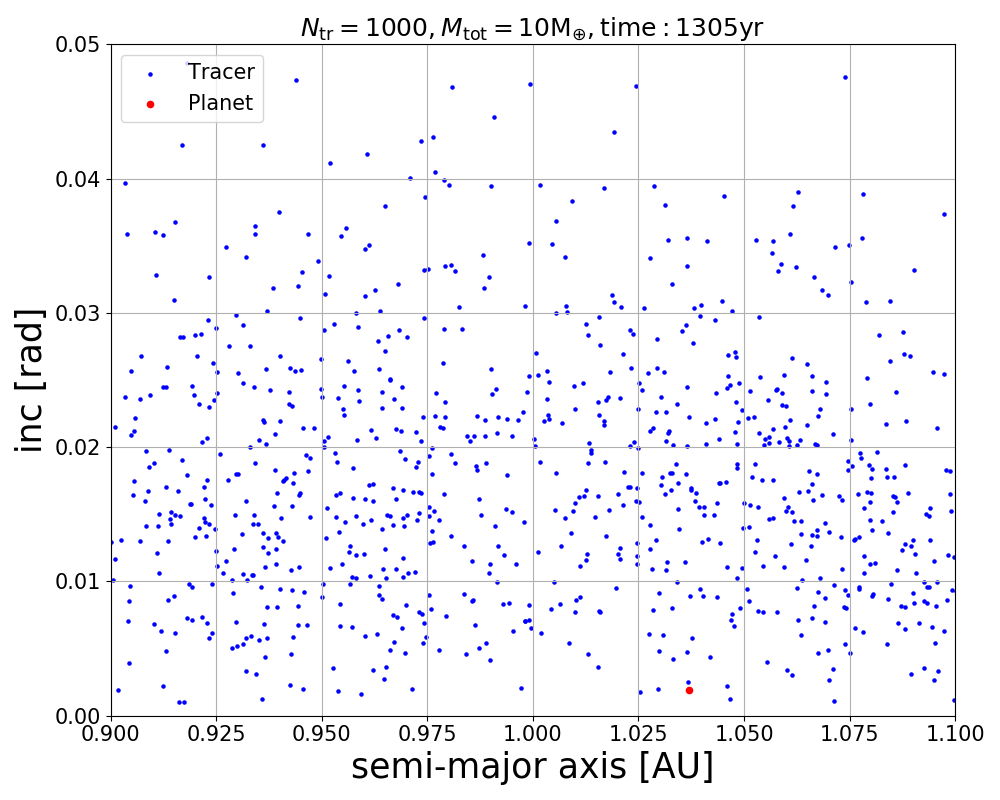 N_tr = 1000, M_tot = 10M_⊕, time : 1305yr
Tracer
Planet
inc [rad]
0.05
0.04
0.03
0.02
0.01
0.00
0.900 0.925 0.950 0.975 1.000 1.025 1.050 1.075 1.100
semi-major axis [AU]